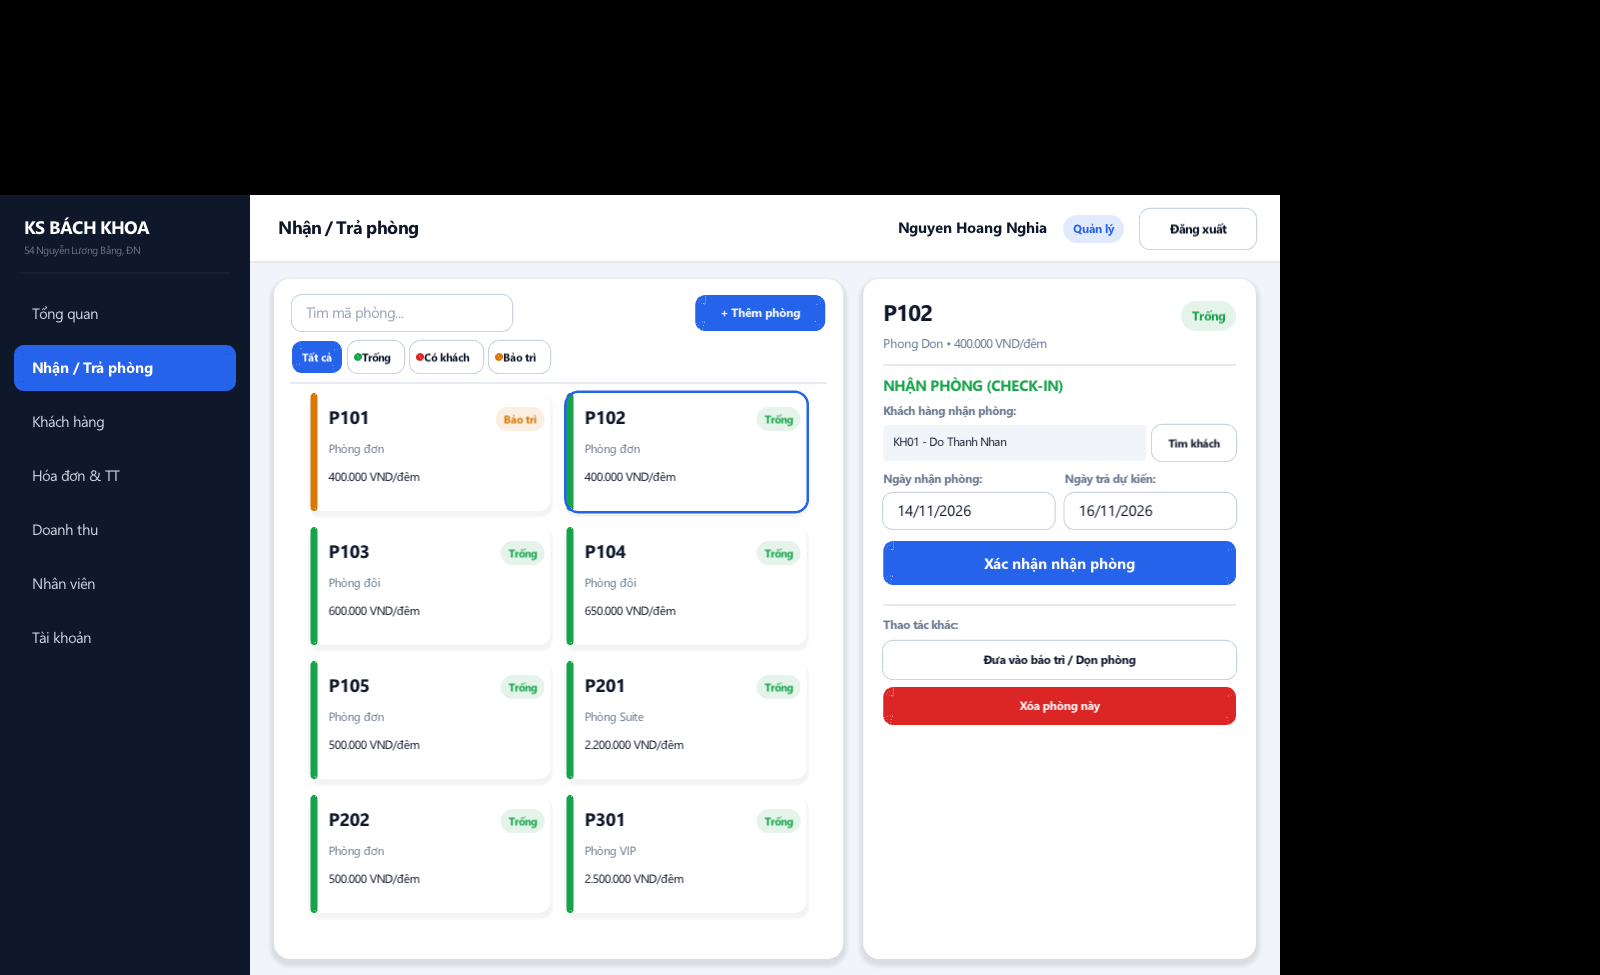 KS BÁCH KHOA
54 Nguyễn Lương Bằng, ĐN
Tổng quan
Nhận / Trả phòng
Khách hàng
Hóa đơn & TT
Doanh thu
Nhân viên
Tài khoản
Nhận / Trả phòng
Nguyen Hoang Nghia
Quản lý
Đăng xuất
Tìm mã phòng...
+ Thêm phòng
Tất cả
Trống
Có khách
Bảo trì
P101
Bảo trì
Phòng đơn
400.000 VND/đêm
P102
Trống
Phòng đơn
400.000 VND/đêm
P103
Trống
Phòng đôi
600.000 VND/đêm
P104
Trống
Phòng đôi
650.000 VND/đêm
P105
Trống
Phòng đơn
500.000 VND/đêm
P201
Trống
Phòng Suite
2.200.000 VND/đêm
P202
Trống
Phòng đơn
500.000 VND/đêm
P301
Trống
Phòng VIP
2.500.000 VND/đêm
P102
Trống
Phong Don • 400.000 VND/đêm
NHẬN PHÒNG (CHECK-IN)
Khách hàng nhận phòng:
KH01 - Do Thanh Nhan
Tìm khách
Ngày nhận phòng:
Ngày trả dự kiến:
14/11/2026
16/11/2026
Xác nhận nhận phòng
Thao tác khác:
Đưa vào bảo trì / Dọn phòng
Xóa phòng này